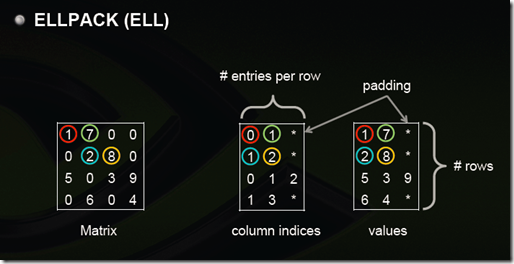 ELLPACK (ELL)
# entries per row
padding
1 7 0 0
0 2 8 0
5 0 3 9
0 6 0 4
Matrix
0 1 *
1 2 *
0 1 2
1 3 *
column indices
1 7 *
2 8 *
5 3 9
6 4 *
values
# rows